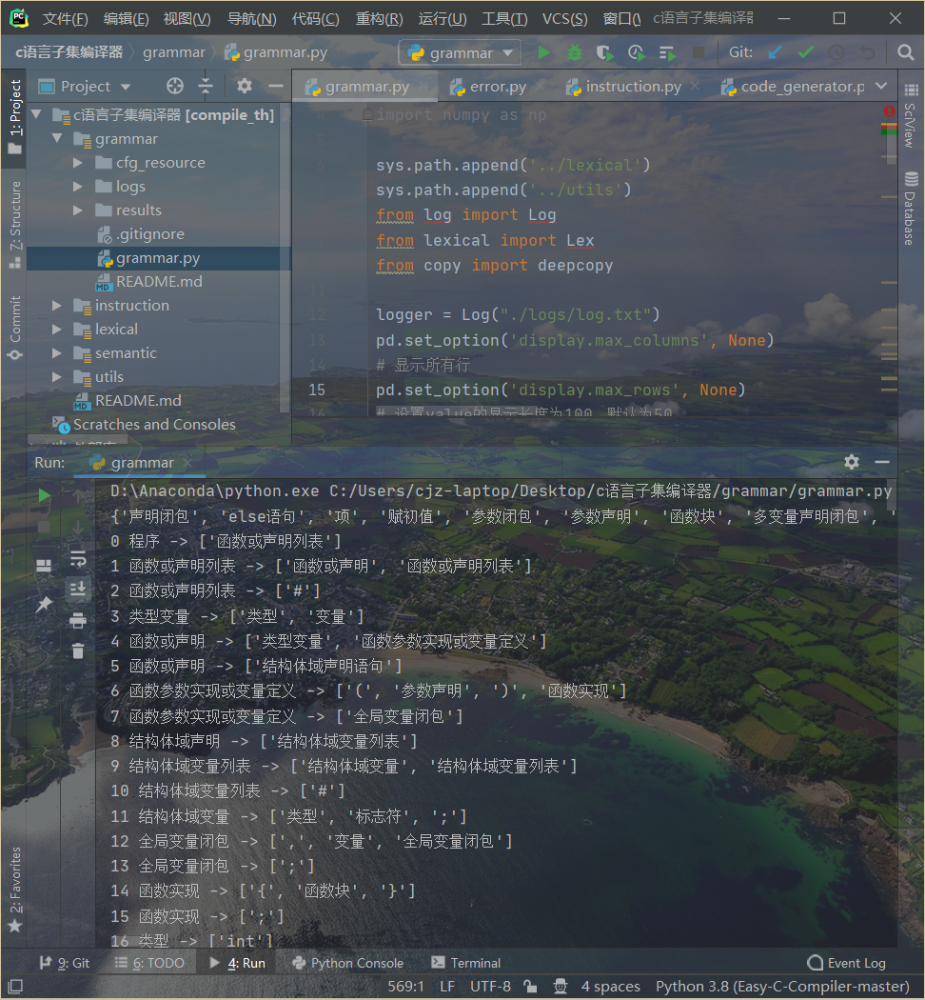 PC 文件(F) 编辑(E) 视图(V) 导航(N) 代码(C) 重构(R) 运行(U) 工具(T) VCS(S) 窗口(\ c语言子集编译器
c语言子集编译器 grammar grammar.py grammar Git:
Project grammar.py error.py instruction.py code_generator.p
1: Project
7: Structure
Commit
2: Favorites
SciView
Database
c语言子集编译器 [compile_th]
grammar
cfg_resource
logs
results
.gitignore
grammar.py
README.md
instruction
lexical
semantic
utils
README.md
Scratches and Consoles
import numpy as np
sys.path.append('../lexical')
sys.path.append('../utils')
from log import Log
from lexical import Lex
from copy import deepcopy
12 logger = Log("./logs/log.txt")
13 pd.set_option('display.max_columns', None)
14 # 显示所有行
15 pd.set_option('display.max_rows', None)
16 # 设置value的显示长度为100，默认为50
Run: grammar
D:\Anaconda\python.exe C:/Users/cjz-laptop/Desktop/c语言子集编译器/grammar/grammar.py
{'声明闭包', 'else语句', '项', '赋初值', '参数闭包', '参数声明', '函数块', '多变量声明闭包', '
0 程序 -> ['函数或声明列表']
1 函数或声明列表 -> ['函数或声明', '函数或声明列表']
2 函数或声明列表 -> ['#']
3 类型变量 -> ['类型', '变量']
4 函数或声明 -> ['类型变量', '函数参数实现或变量定义']
5 函数或声明 -> ['结构体域声明语句']
6 函数参数实现或变量定义 -> ['(', '参数声明', ')', '函数实现']
7 函数参数实现或变量定义 -> ['全局变量闭包']
8 结构体域声明 -> ['结构体域变量列表']
9 结构体域变量列表 -> ['结构体域变量', '结构体域变量列表']
10 结构体域变量列表 -> ['#']
11 结构体域变量 -> ['类型', '标志符', ';']
12 全局变量闭包 -> [',', '变量', '全局变量闭包']
13 全局变量闭包 -> [';']
14 函数实现 -> ['{', '函数块', '}']
15 函数实现 -> [';']
16 类型 -> ['int']
9: Git 6: TODO 4: Run Python Console Terminal Event Log
569:1 LF UTF-8 4 spaces Python 3.8 (Easy-C-Compiler-master)